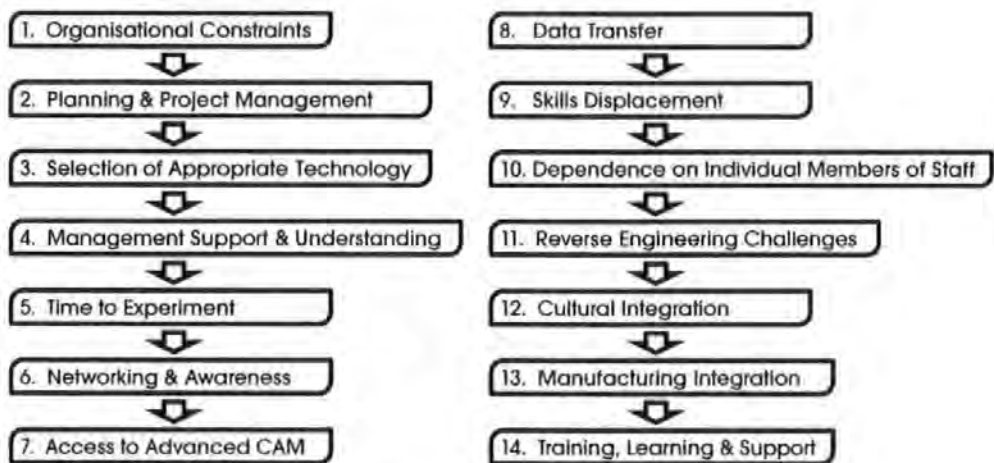 1. Organisational Constraints
2. Planning & Project Management
3. Selection of Appropriate Technology
4. Management Support & Understanding
5. Time to Experiment
6. Networking & Awareness
7. Access to Advanced CAM
8. Data Transfer
9. Skills Displacement
10. Dependence on Individual Members of Staff
11. Reverse Engineering Challenges
12. Cultural Integration
13. Manufacturing Integration
14. Training, Learning & Support